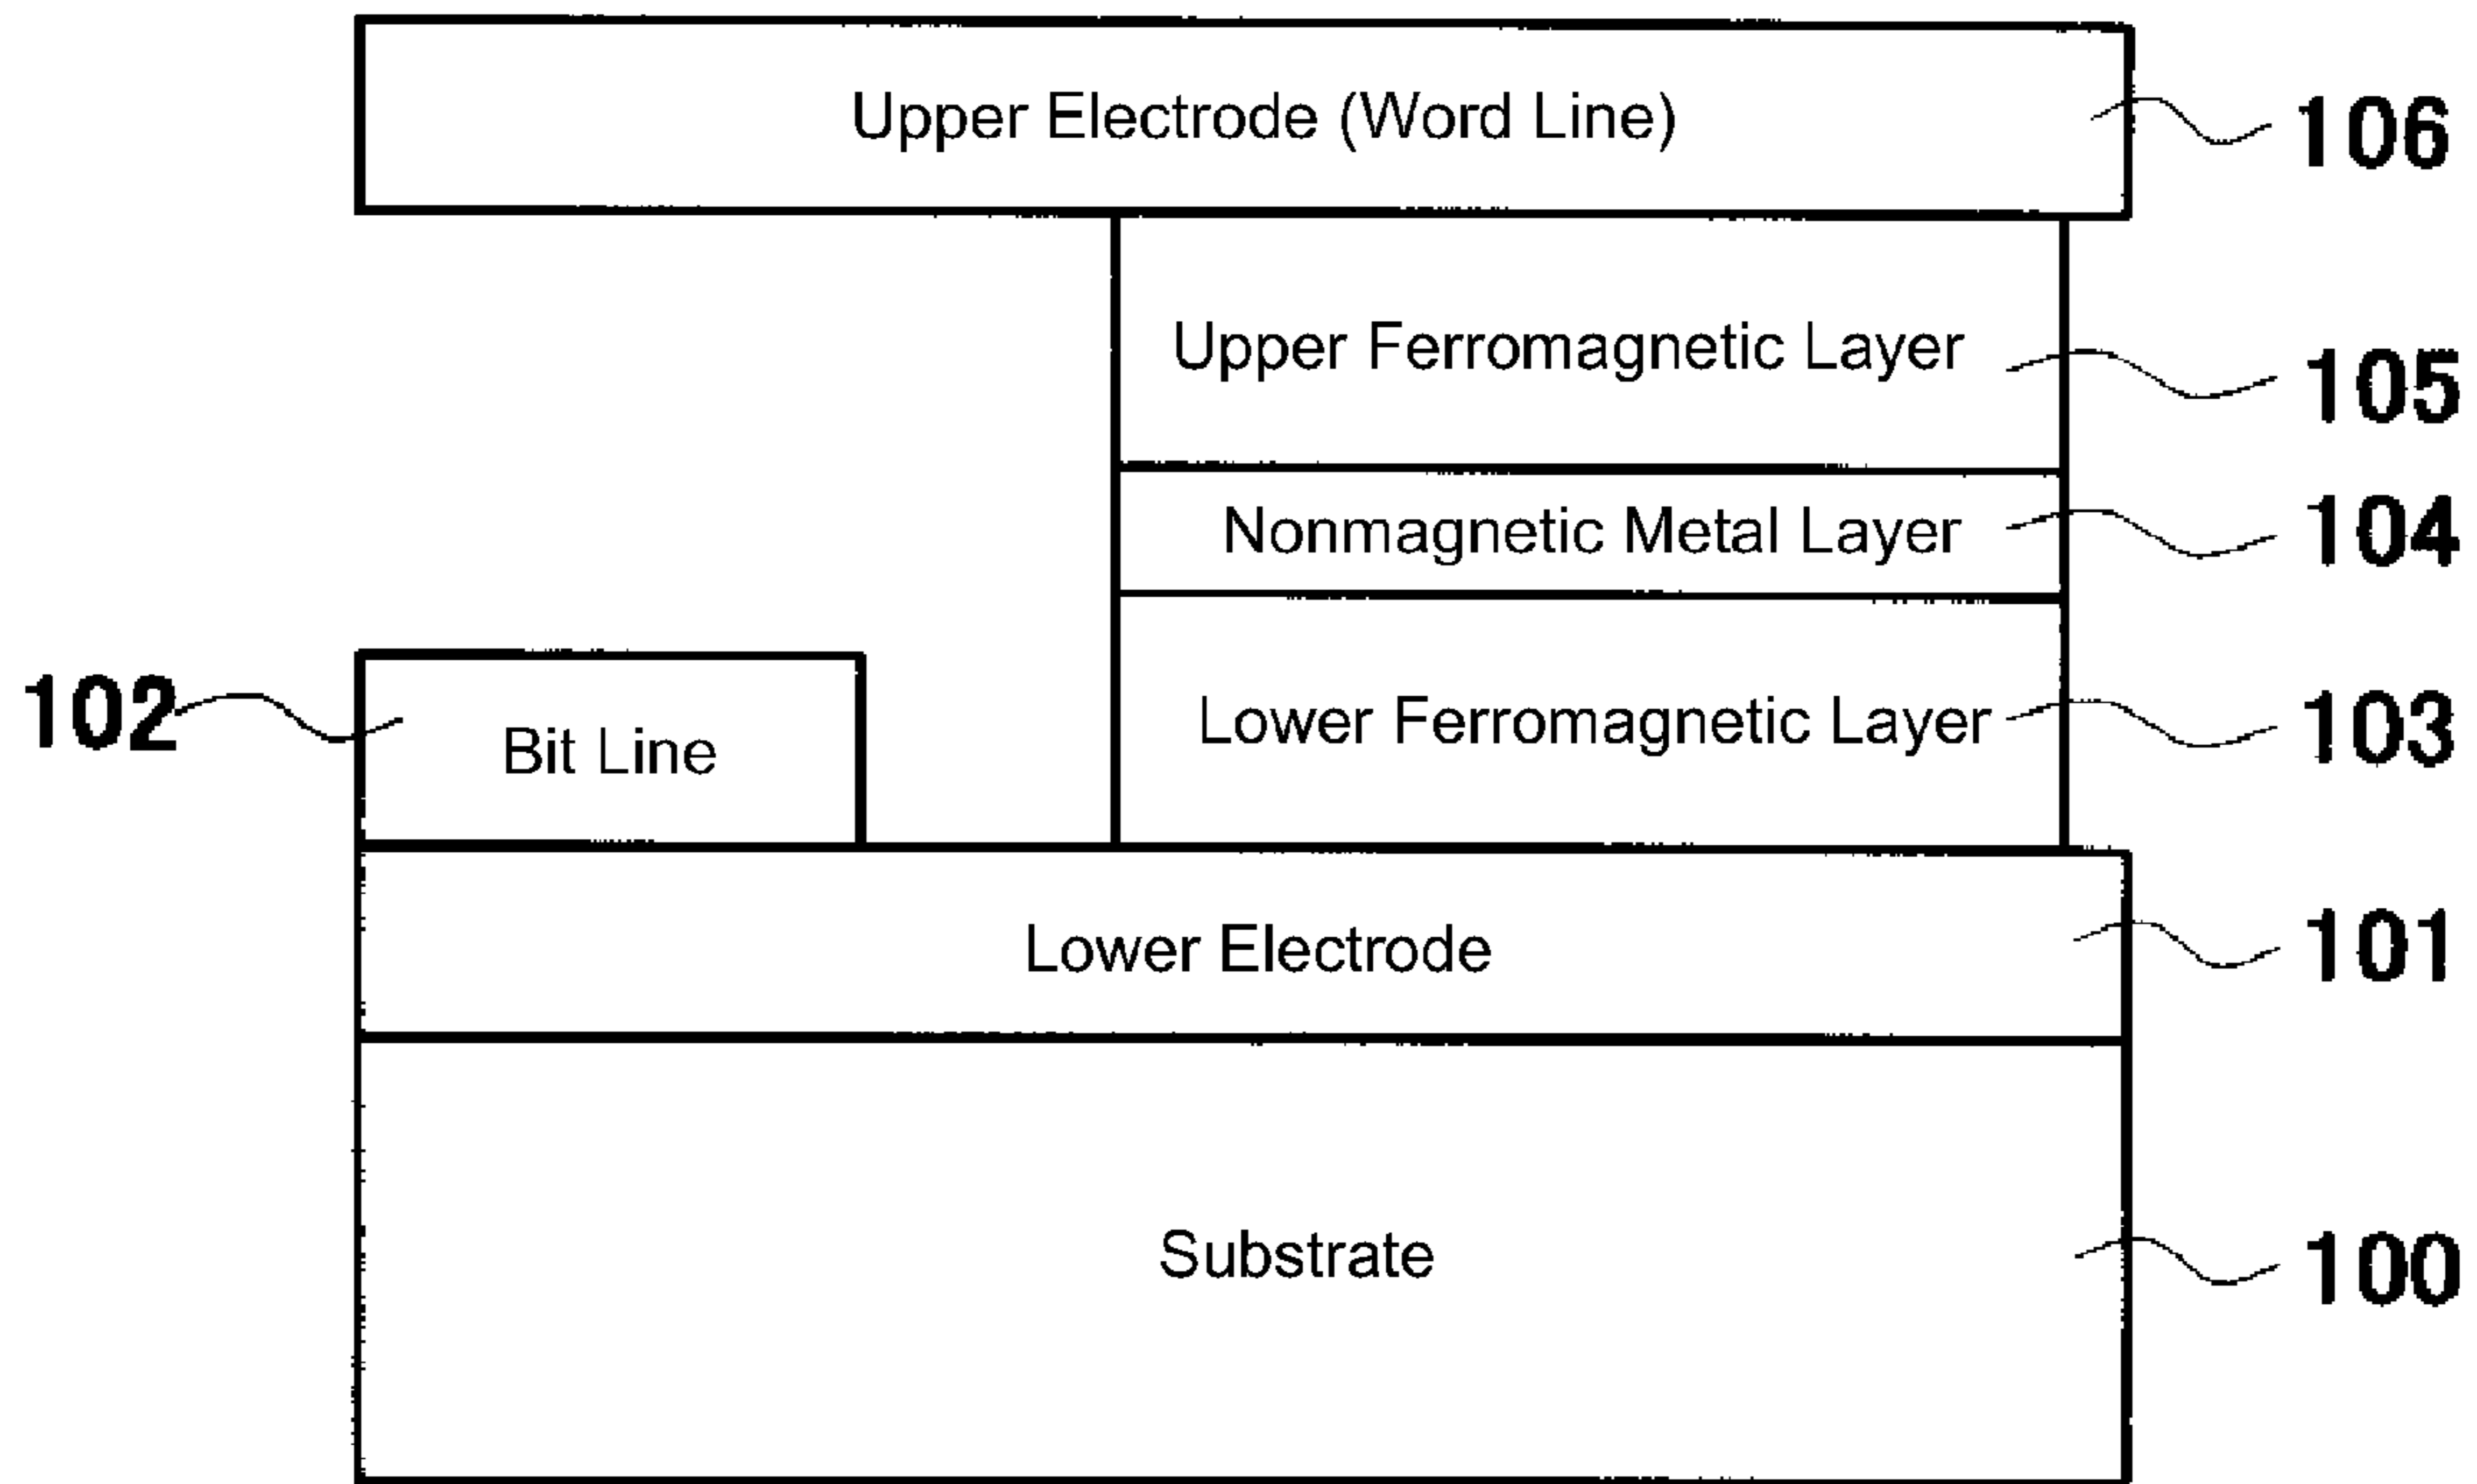 Upper Electrode (Word Line)
106
Upper Ferromagnetic Layer
105
Nonmagnetic Metal Layer
104
102
Bit Line
Lower Ferromagnetic Layer
103
Lower Electrode
101
Substrate
100